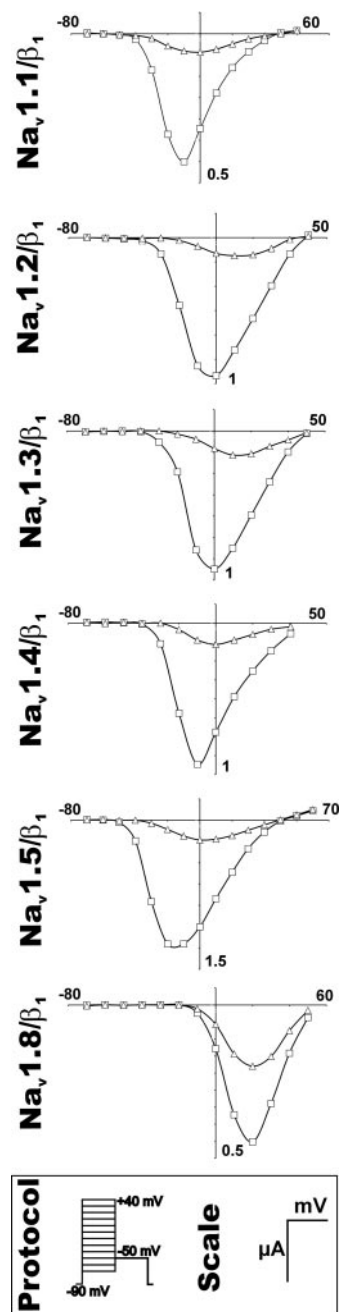 Naᵥ1.1/β₁
-80
60
0.5
Naᵥ1.2/β₁
-80
50
1
Naᵥ1.3/β₁
-80
50
1
Naᵥ1.4/β₁
-80
50
1
Naᵥ1.5/β₁
-80
70
1.5
Naᵥ1.8/β₁
-80
60
0.5
Protocol
+40 mV
-50 mV
-90 mV
Scale
mV
μA